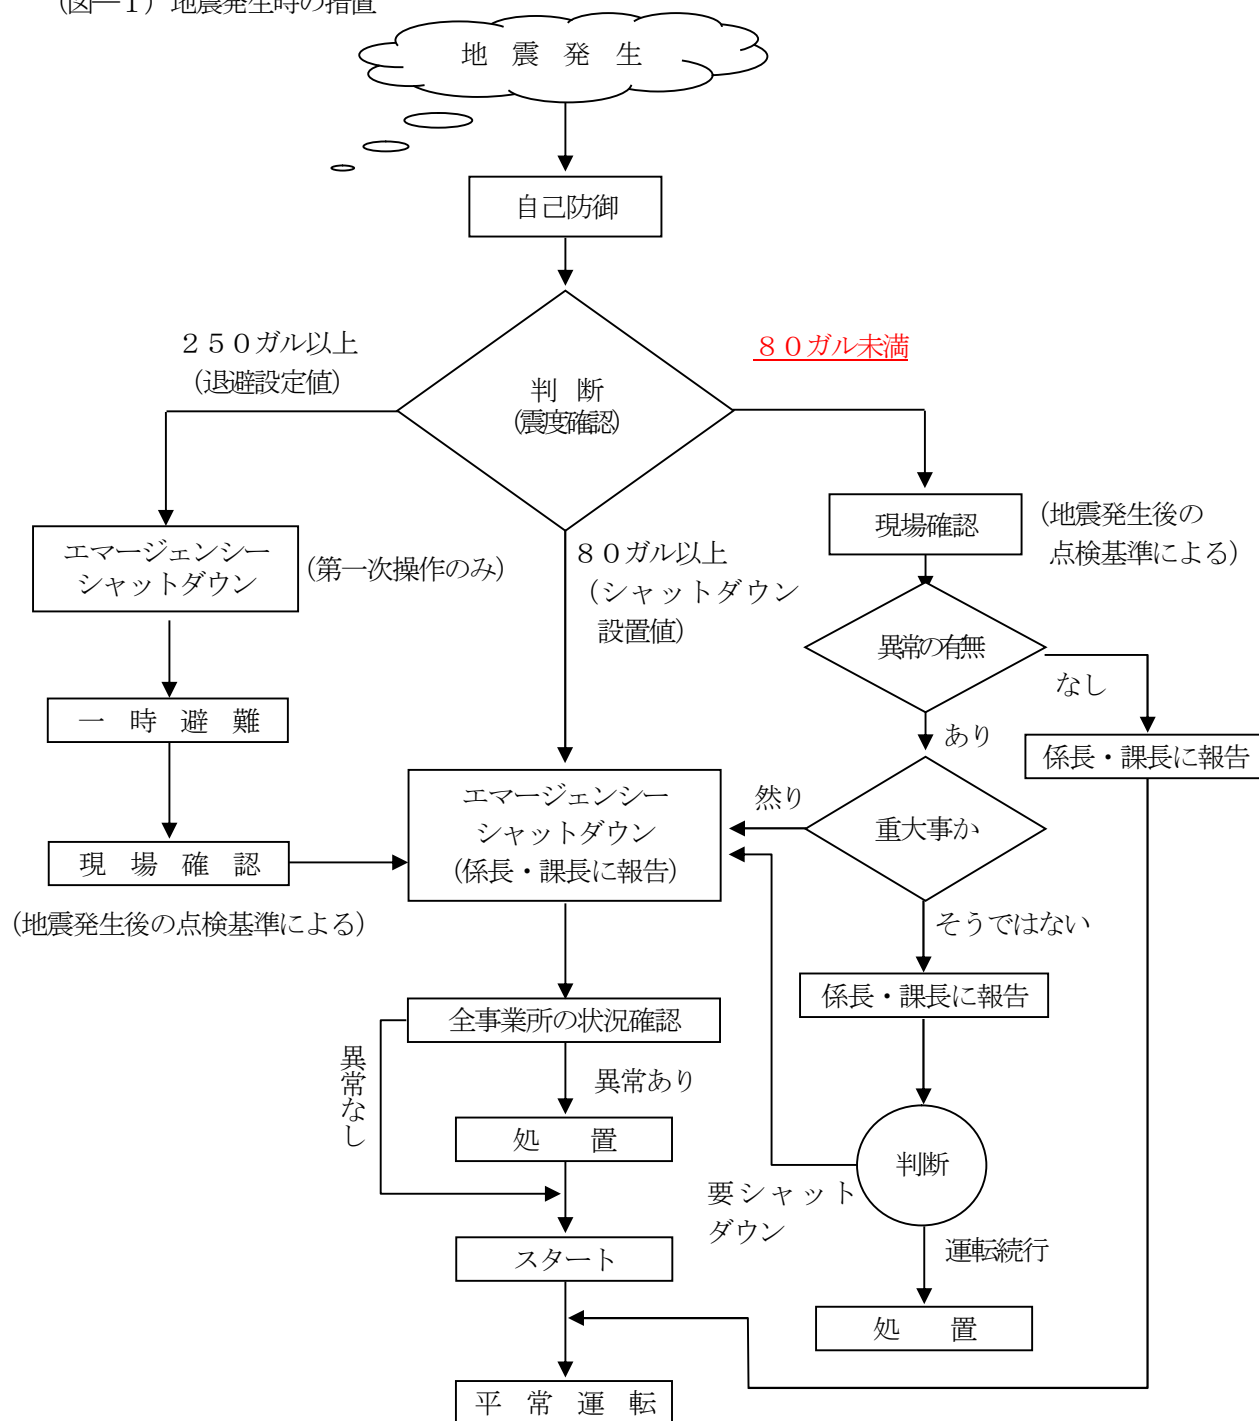 (図―１) 地震発生時の措置
地　震　発　生
自己防御
２５０ガル以上
（退避設定値）
８０ガル未満
判　断
(震度確認)
現場確認
（地震発生後の
点検基準による）
エマージェンシー
シャットダウン
（第一次操作のみ）
８０ガル以上
（シャットダウン
設置値）
異常の有無
なし
一　時　避　難
あり
係長・課長に報告
エマージェンシー
シャットダウン
（係長・課長に報告）
然り
重大事か
現　場　確　認
（地震発生後の点検基準による）
そうではない
係長・課長に報告
全事業所の状況確認
異常なし
異常あり
処　　置
判断
要シャット
ダウン
運転続行
スタート
処　　置
平　常　運　転